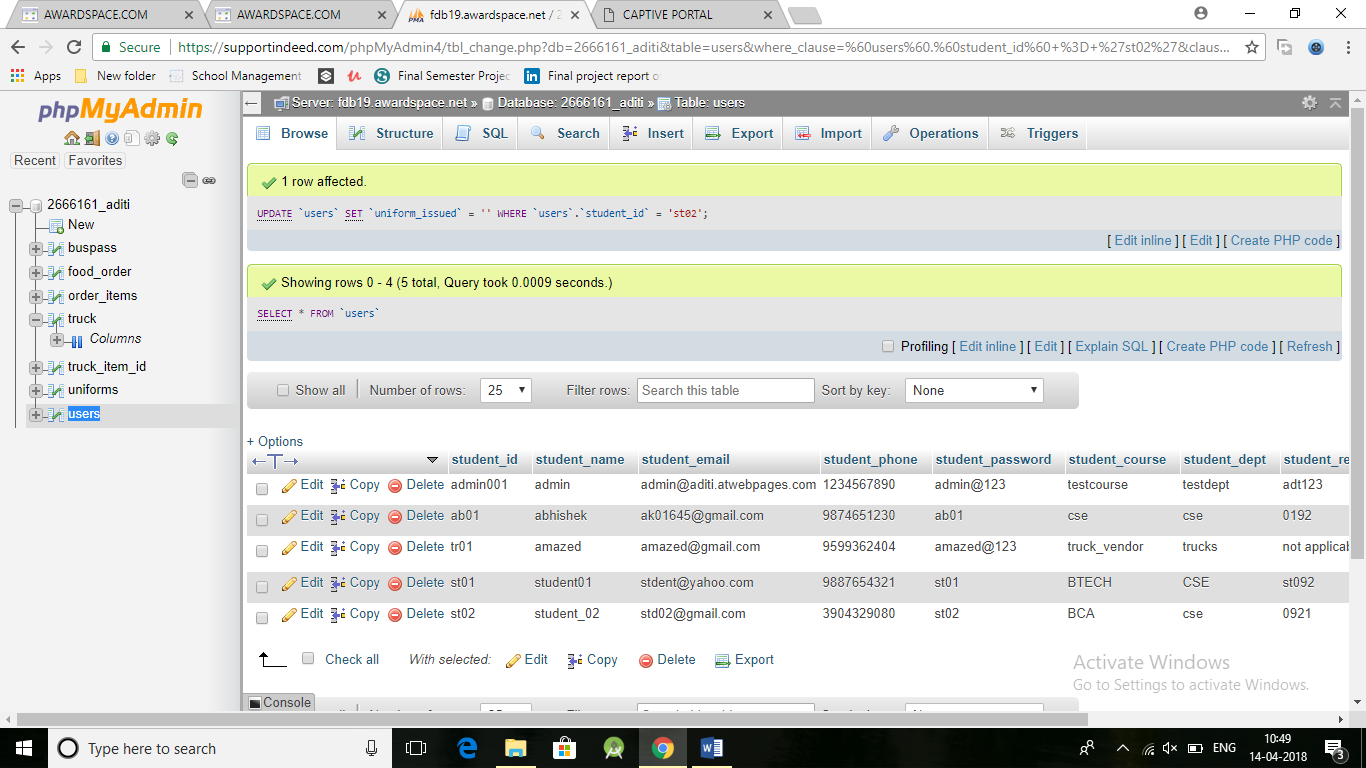 AWARDSPACE.COM
AWARDSPACE.COM
fdb19.awardspace.net / 2
CAPTIVE PORTAL
Secure
https://supportindeed.com/phpMyAdmin4/tbl_change.php?db=2666161_aditi&table=users&where_clause=%60users%60.%60student_id%60+%3D+%27st02%27&claus...
Apps
New folder
School Management
Final Semester Projec
Final project report o
phpMyAdmin
Recent
Favorites
2666161_aditi
New
buspass
food_order
order_items
truck
Columns
truck_item_id
uniforms
users
Server: fdb19.awardspace.net » Database: 2666161_aditi » Table: users
Browse
Structure
SQL
Search
Insert
Export
Import
Operations
Triggers
1 row affected.
UPDATE `users` SET `uniform_issued` = '' WHERE `users`.`student_id` = 'st02';
[ Edit inline ] [ Edit ] [ Create PHP code ]
Showing rows 0 - 4 (5 total, Query took 0.0009 seconds.)
SELECT * FROM `users`
Profiling [ Edit inline ] [ Edit ] [ Explain SQL ] [ Create PHP code ] [ Refresh ]
Show all
Number of rows: 25
Filter rows: Search this table
Sort by key: None
+ Options
student_id student_name student_email student_phone student_password student_course student_dept student_re
Edit Copy Delete admin001 admin admin@aditi.atwebpages.com 1234567890 admin@123 testcourse testdept adt123
Edit Copy Delete ab01 abhishek ak01645@gmail.com 9874651230 ab01 cse cse 0192
Edit Copy Delete tr01 amazed amazed@gmail.com 9599362404 amazed@123 truck_vendor trucks not applicab
Edit Copy Delete st01 student01 stdent@yahoo.com 9887654321 st01 BTECH CSE st092
Edit Copy Delete st02 student_02 std02@gmail.com 3904329080 st02 BCA cse 0921
Check all With selected: Edit Copy Delete Export
Activate Windows
Go to Settings to activate Windows.
Console
Type here to search
ENG
10:49
14-04-2018
3